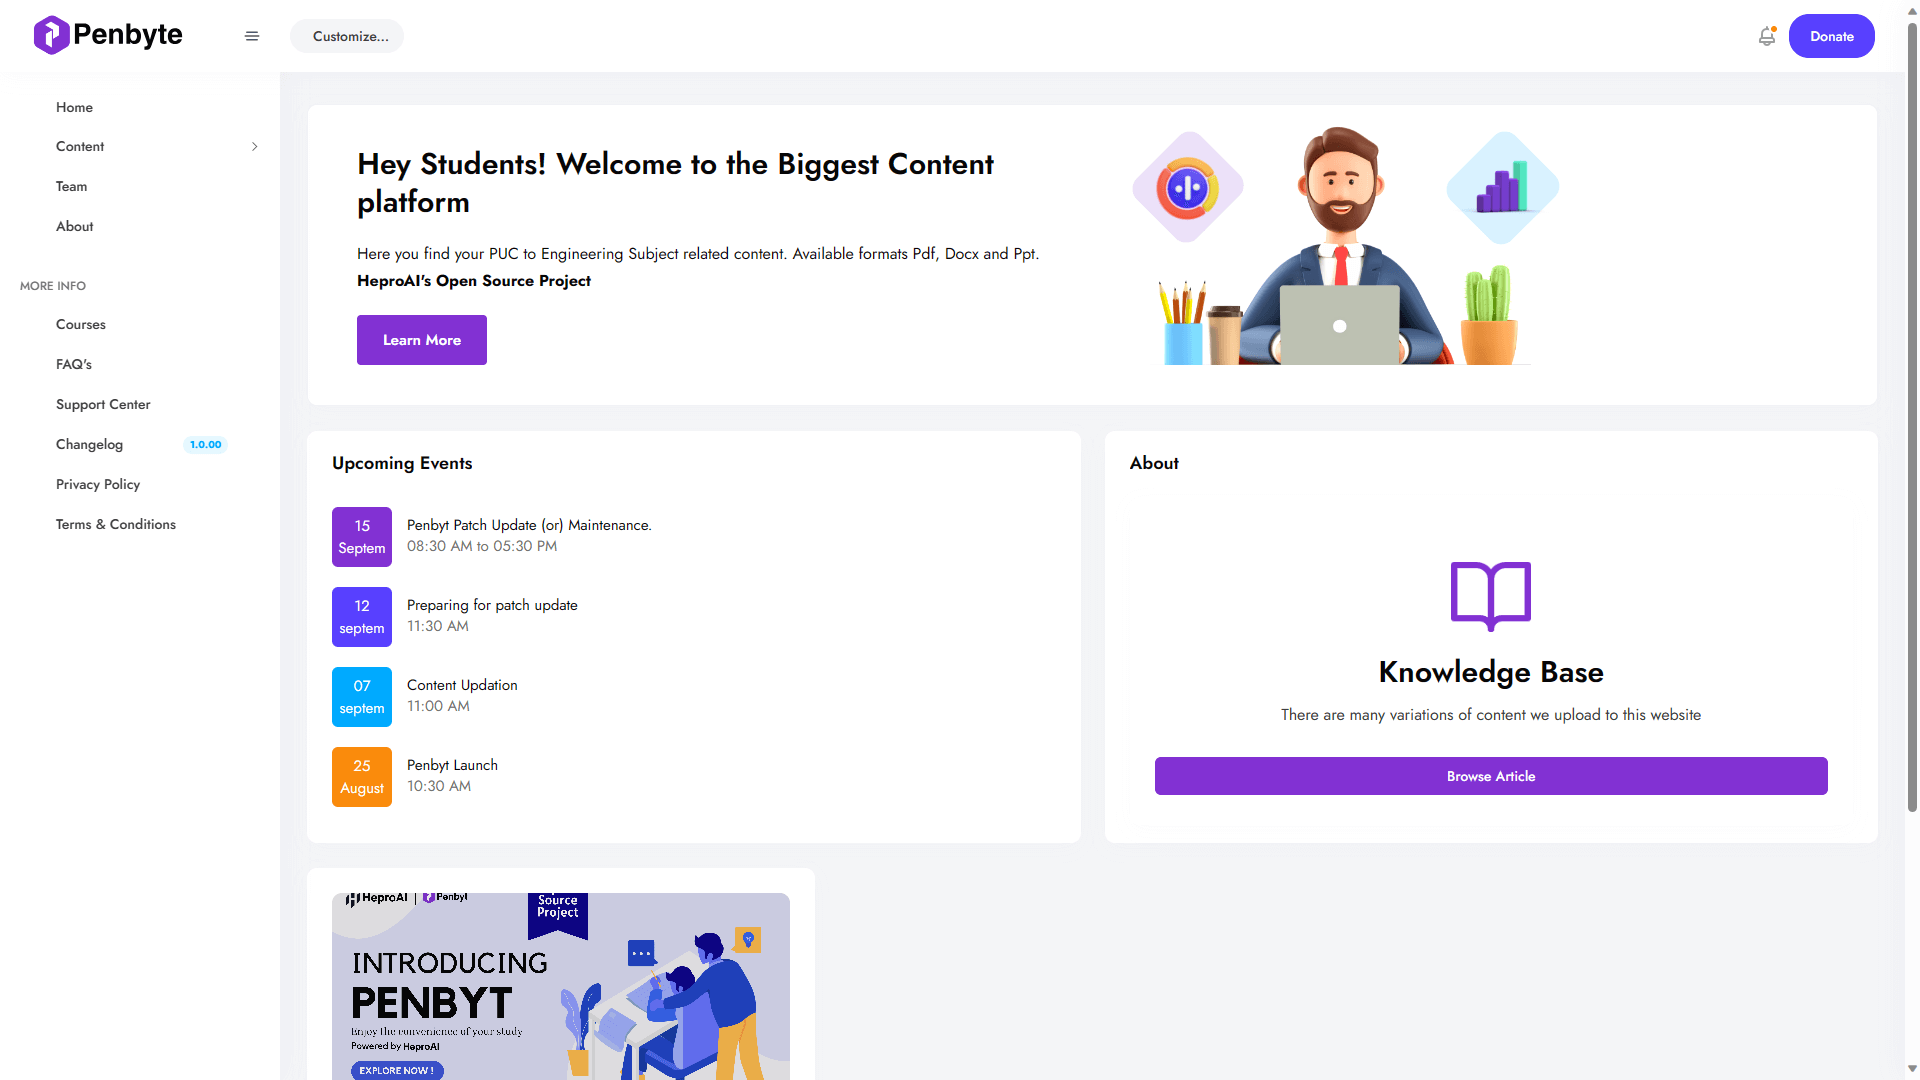 Penbyte
Customize...
Donate
Home
Content
Team
About
MORE INFO
Courses
FAQ's
Support Center
Changelog 1.0.00
Privacy Policy
Terms & Conditions
Hey Students! Welcome to the Biggest Content
platform
Here you find your PUC to Engineering Subject related content. Available formats Pdf, Docx and Ppt.
HeproAI's Open Source Project
Learn More
Upcoming Events
15
Septem
Penbyt Patch Update (or) Maintenance.
08:30 AM to 05:30 PM
12
septem
Preparing for patch update
11:30 AM
07
septem
Content Updation
11:00 AM
25
August
Penbyt Launch
10:30 AM
About
Knowledge Base
There are many variations of content we upload to this website
Browse Article
HeproAI | Penbyt
Source
Project
INTRODUCING
PENBYT
Enjoy the convenience of your study
Powered by HeproAI
EXPLORE NOW !